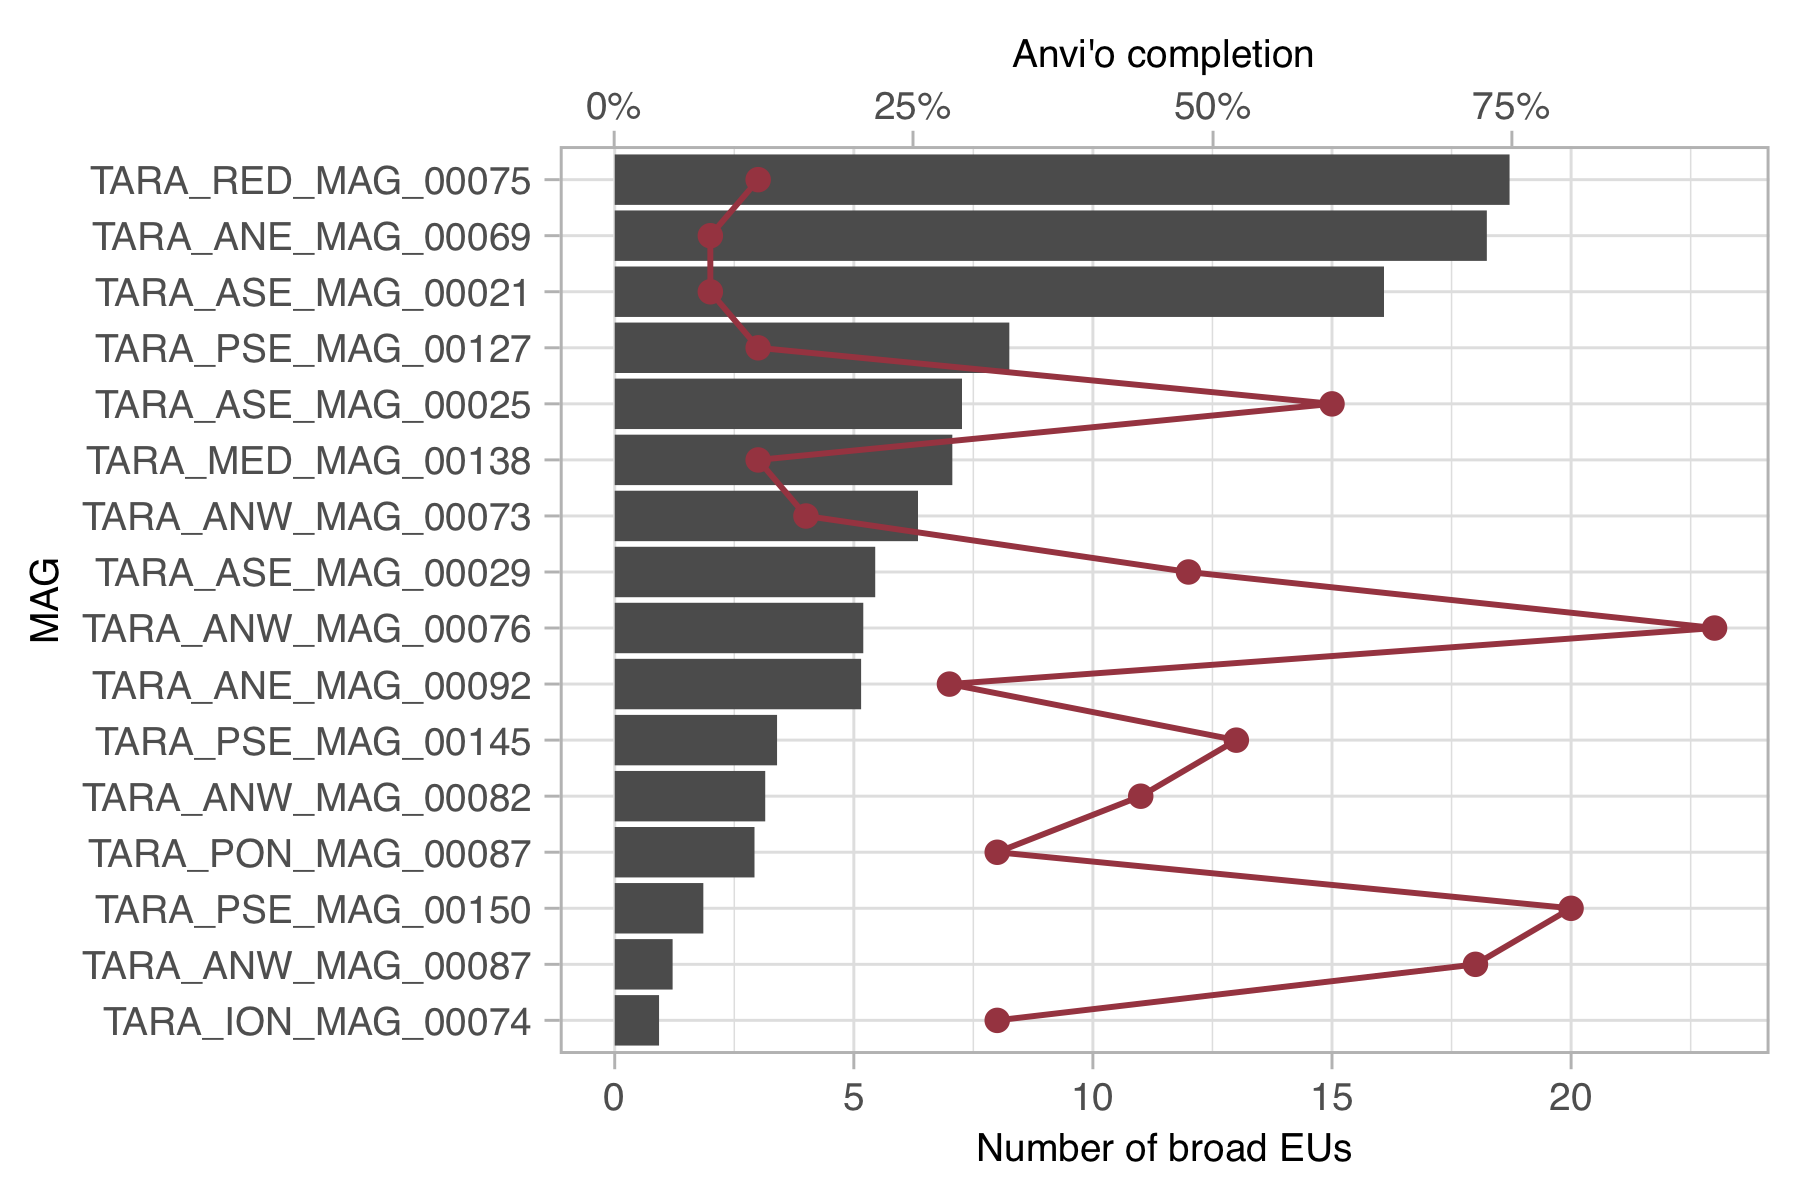 Anvi'o completion
0% 25% 50% 75%
TARA_RED_MAG_00075
TARA_ANE_MAG_00069
TARA_ASE_MAG_00021
TARA_PSE_MAG_00127
TARA_ASE_MAG_00025
TARA_MED_MAG_00138
TARA_ANW_MAG_00073
TARA_ASE_MAG_00029
TARA_ANW_MAG_00076
TARA_ANE_MAG_00092
TARA_PSE_MAG_00145
TARA_ANW_MAG_00082
TARA_PON_MAG_00087
TARA_PSE_MAG_00150
TARA_ANW_MAG_00087
TARA_ION_MAG_00074
MAG
0 5 10 15 20
Number of broad EUs